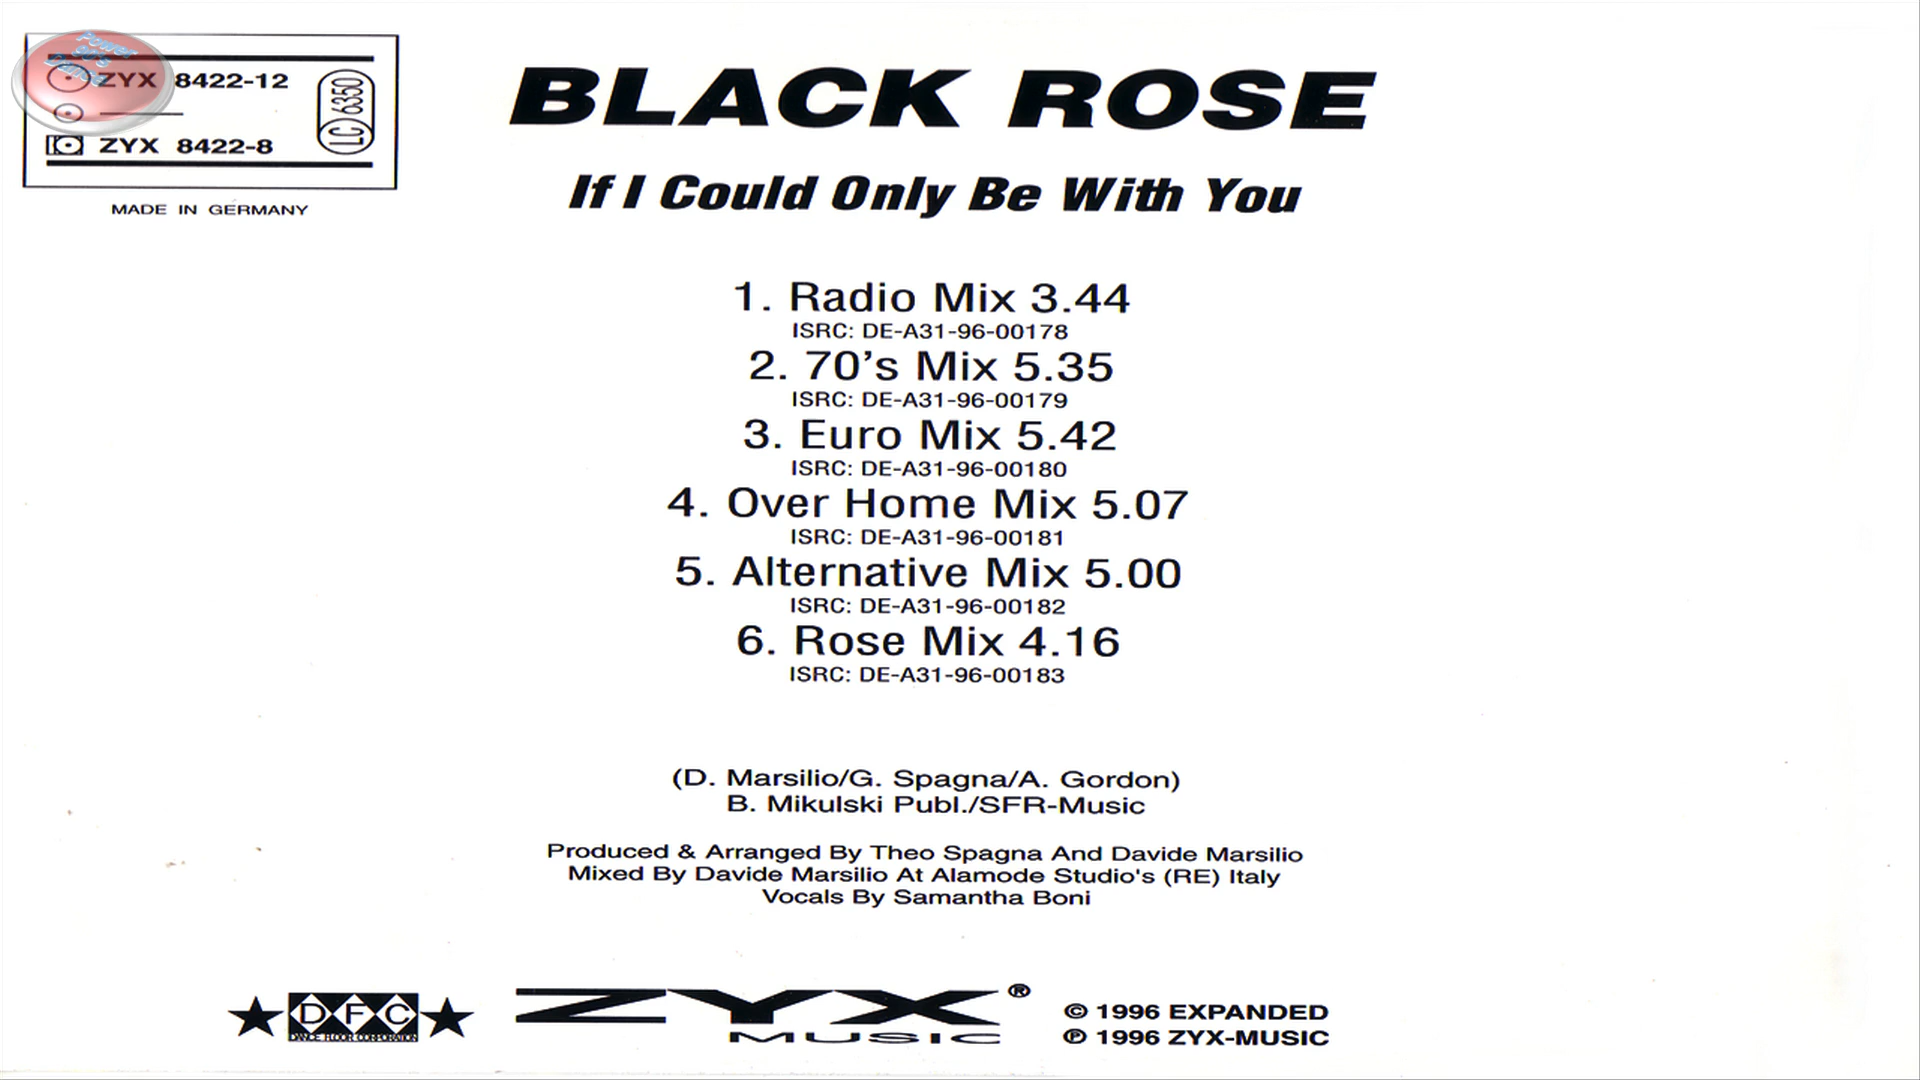 Power
90's
Dance
ZYX 8422-12
ZYX 8422-8
LC 6350
MADE IN GERMANY
BLACK ROSE
If I Could Only Be With You
1. Radio Mix 3.44
ISRC: DE-A31-96-00178
2. 70's Mix 5.35
ISRC: DE-A31-96-00179
3. Euro Mix 5.42
ISRC: DE-A31-96-00180
4. Over Home Mix 5.07
ISRC: DE-A31-96-00181
5. Alternative Mix 5.00
ISRC: DE-A31-96-00182
6. Rose Mix 4.16
ISRC: DE-A31-96-00183
(D. Marsilio/G. Spagna/A. Gordon)
B. Mikulski Publ./SFR-Music
Produced & Arranged By Theo Spagna And Davide Marsilio
Mixed By Davide Marsilio At Alamode Studio's (RE) Italy
Vocals By Samantha Boni
DFC
DANCE FLOOR CORPORATION
ZYX®
MUSIC
© 1996 EXPANDED
℗ 1996 ZYX-MUSIC